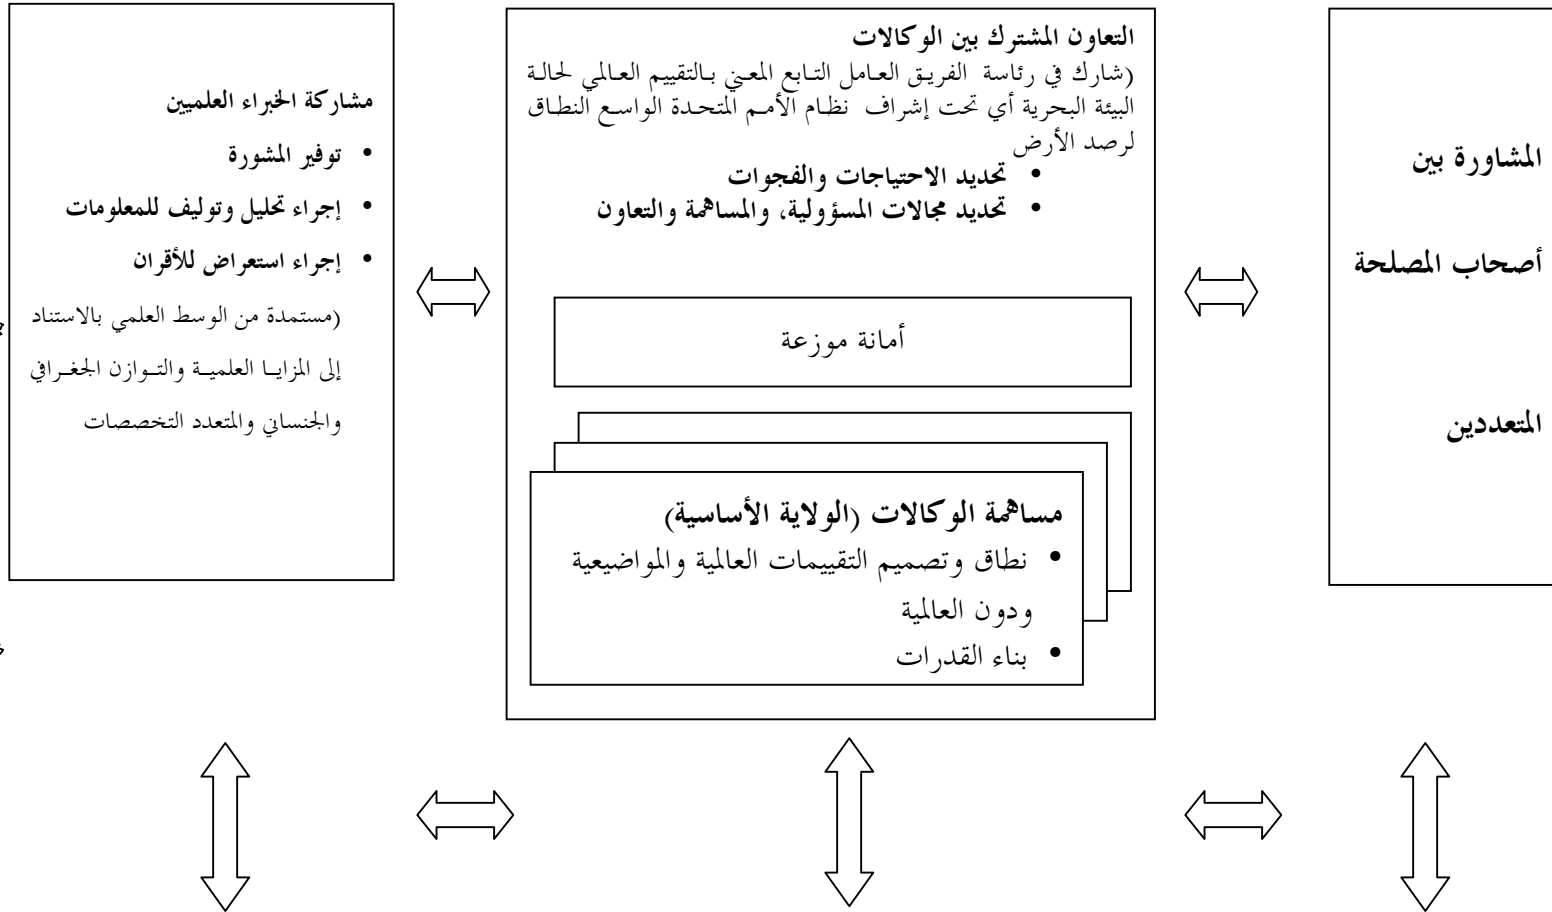 المشاورة بين
أصحاب المصلحة
المتعددين
التعاون المشترك بين الوكالات
(شارك في رئاسة الفريق العامل التابع المعني بالتقييم العالمي لحالة
البيئة البحرية أي تحت إشراف نظام الأمم المتحدة الواسع النطاق
لرصد الأرض
• تحديد الاحتياجات والفجوات
• تحديد مجالات المسؤولية، والمساهمة والتعاون
أمانة موزعة
مساهمة الوكالات (الولاية الأساسية)
• نطاق وتصميم التقييمات العالمية والمواضيعية
ودون العالمية
• بناء القدرات
مشاركة الخبراء العلميين
• توفير المشورة
• إجراء تحليل وتوليف للمعلومات
• إجراء استعراض للأقران
(مستمدة من الوسط العلمي بالاستناد
إلى المزايا العلمية والتوازن الجغرافي
والجنساني والمتعدد التخصصات